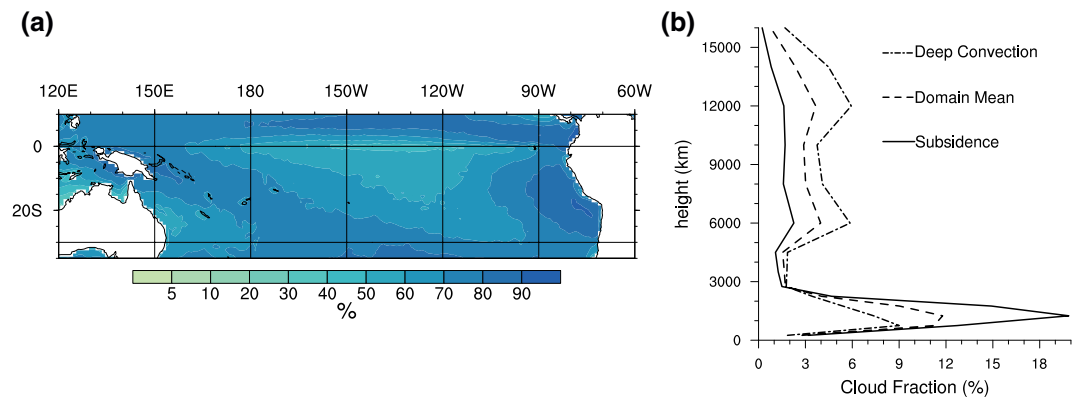 (a)
120E 150E 180 150W 120W 90W 60W
0
20S
5 10 20 30 40 50 60 70 80 90
%
(b)
15000
12000
9000
6000
3000
0
height (km)
Deep Convection
Domain Mean
Subsidence
0 3 6 9 12 15 18
Cloud Fraction (%)